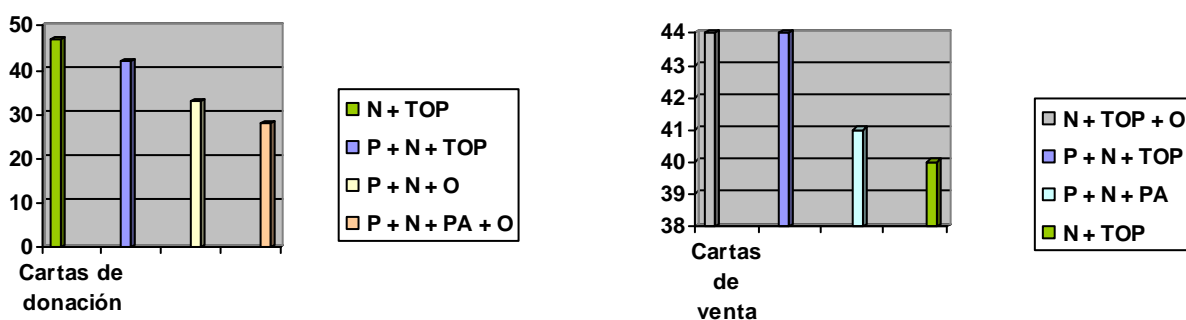 50
40
30
20
10
0
Cartas de
donación
N + TOP
P + N + TOP
P + N + O
P + N + PA + O
44
43
42
41
40
39
38
Cartas
de
venta
N + TOP + O
P + N + TOP
P + N + PA
N + TOP